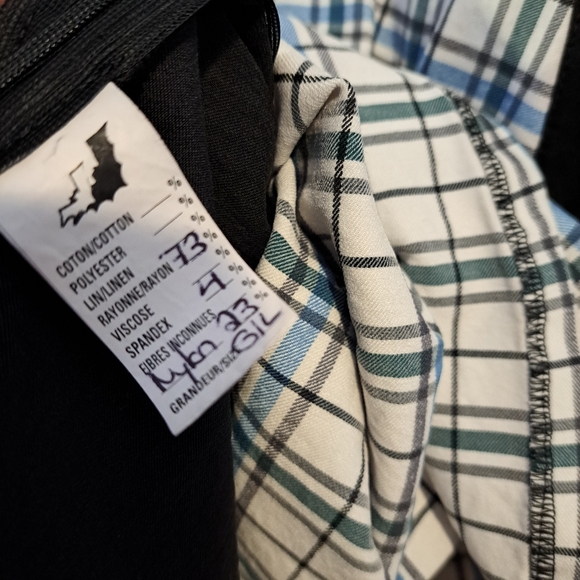 COTON/COTTON %
POLYESTER %
LIN/LINEN %
RAYONNE/RAYON 73 %
VISCOSE %
SPANDEX 4 %
FIBRES INCONNUES
Nylon 23 %
GRANDEUR/SIZE G/L